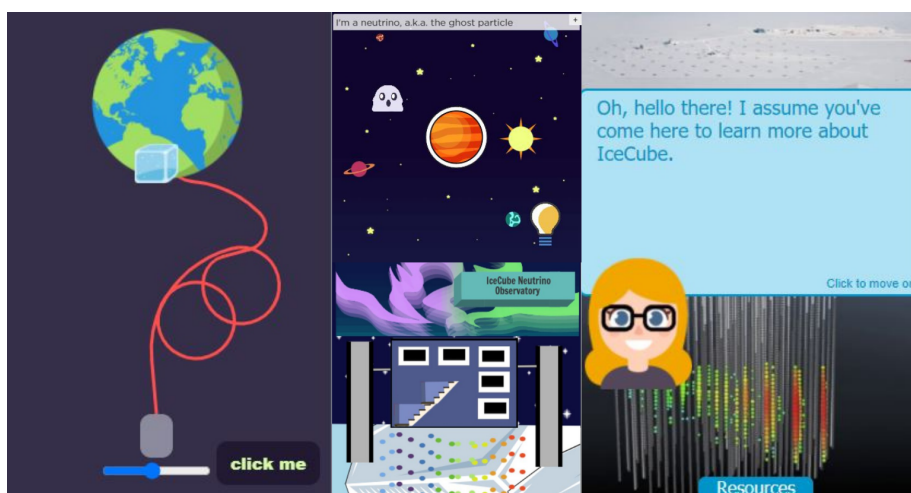 click me
I'm a neutrino, a.k.a. the ghost particle
+
IceCube Neutrino
Observatory
Oh, hello there! I assume you've
come here to learn more about
IceCube.
Click to move
Resources